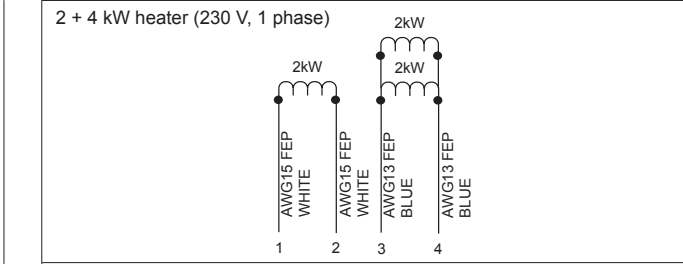 2 + 4 kW heater (230 V, 1 phase)
2kW
2kW
2kW
AWG15 FEP
WHITE
AWG15 FEP
WHITE
AWG13 FEP
BLUE
AWG13 FEP
BLUE
1 2 3 4